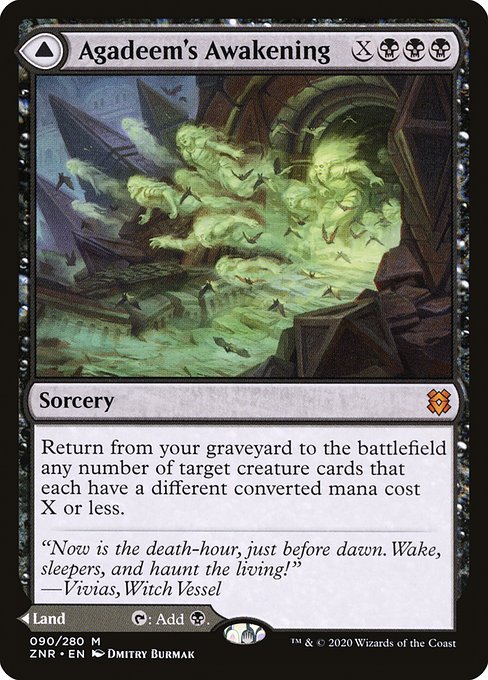 Agadeem's Awakening X
Sorcery
Return from your graveyard to the battlefield
any number of target creature cards that
each have a different converted mana cost
X or less.
“Now is the death-hour, just before dawn. Wake,
sleepers, and haunt the living!”
—Vivias, Witch Vessel
Land : Add .
090/280 M
ZNR • EN Dmitry Burmak
™ & © 2020 Wizards of the Coast